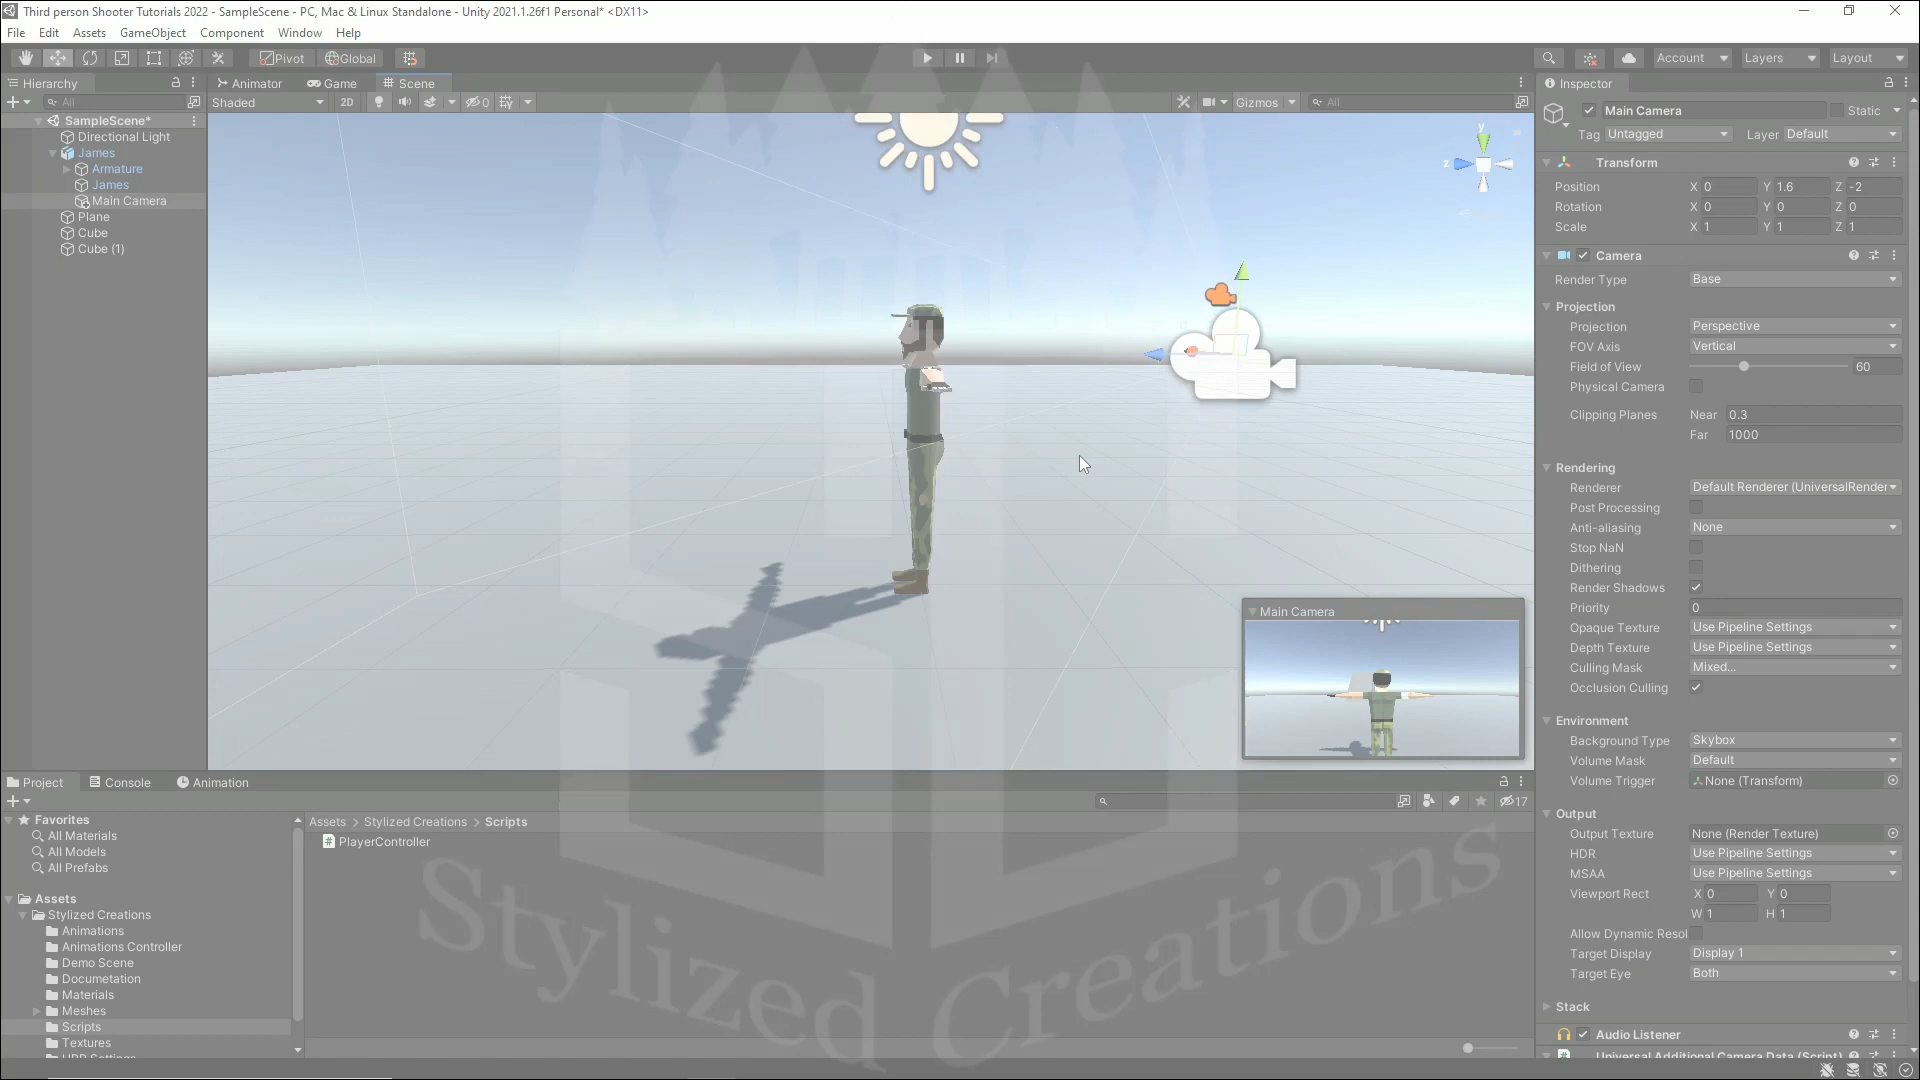 Third person Shooter Tutorials 2022 - SampleScene - PC, Mac & Linux Standalone - Unity 2021.1.26f1 Personal* <DX11>
File Edit Assets GameObject Component Window Help
Pivot Global Account Layers Layout
Hierarchy
All
SampleScene*
Directional Light
James
Armature
James
Main Camera
Plane
Cube
Cube (1)
Animator Game Scene
Shaded 2D 0 Gizmos All
y
z
Main Camera
Inspector
Main Camera Static
Tag Untagged Layer Default
Transform
Position X 0 Y 1.6 Z -2
Rotation X 0 Y 0 Z 0
Scale X 1 Y 1 Z 1
Camera
Render Type Base
Projection
Projection Perspective
FOV Axis Vertical
Field of View 60
Physical Camera
Clipping Planes Near 0.3
Far 1000
Rendering
Renderer Default Renderer (UniversalRender
Post Processing
Anti-aliasing None
Stop NaN
Dithering
Render Shadows
Priority 0
Opaque Texture Use Pipeline Settings
Depth Texture Use Pipeline Settings
Culling Mask Mixed...
Occlusion Culling
Environment
Background Type Skybox
Volume Mask Default
Volume Trigger None (Transform)
Output
Output Texture None (Render Texture)
HDR Use Pipeline Settings
MSAA Use Pipeline Settings
Viewport Rect X 0 Y 0
W 1 H 1
Allow Dynamic Resol
Target Display Display 1
Target Eye Both
Stack
Audio Listener
Universal Additional Camera Data (Script)
Project Console Animation
17
Favorites
All Materials
All Models
All Prefabs
Assets
Stylized Creations
Animations
Animations Controller
Demo Scene
Documetation
Materials
Meshes
Scripts
Textures
URP Settings
Assets > Stylized Creations > Scripts
PlayerController
Stylized Creations